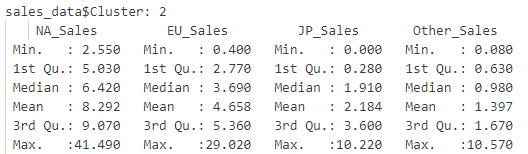 sales_data$Cluster: 2
NA_Sales EU_Sales JP_Sales Other_Sales
Min. : 2.550 Min. : 0.400 Min. : 0.000 Min. : 0.080
1st Qu.: 5.030 1st Qu.: 2.770 1st Qu.: 0.280 1st Qu.: 0.630
Median : 6.420 Median : 3.690 Median : 1.910 Median : 0.980
Mean : 8.292 Mean : 4.658 Mean : 2.184 Mean : 1.397
3rd Qu.: 9.070 3rd Qu.: 5.360 3rd Qu.: 3.600 3rd Qu.: 1.670
Max. :41.490 Max. :29.020 Max. :10.220 Max. :10.570